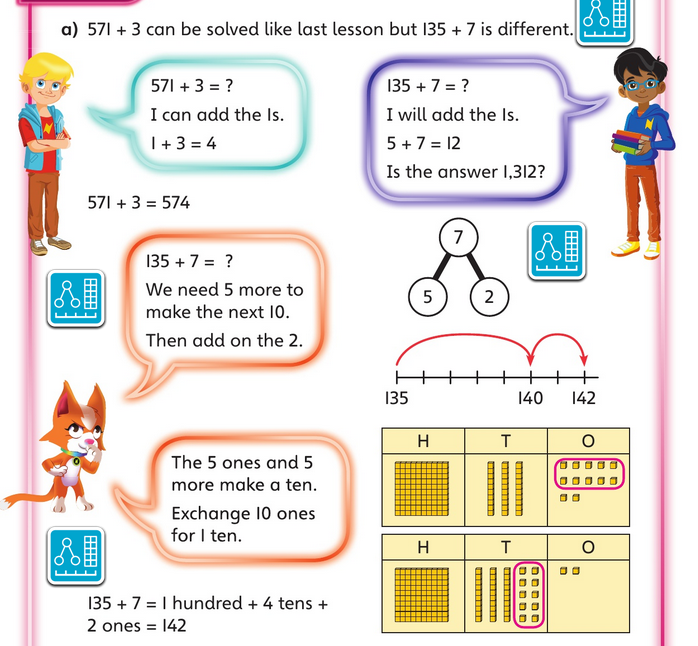 a) 571 + 3 can be solved like last lesson but 135 + 7 is different.
571 + 3 = ?
I can add the 1s.
1 + 3 = 4
135 + 7 = ?
I will add the 1s.
5 + 7 = 12
Is the answer 1,312?
571 + 3 = 574
7
5
2
135 + 7 = ?
We need 5 more to
make the next 10.
Then add on the 2.
135
140
142
H T O
The 5 ones and 5
more make a ten.
Exchange 10 ones
for 1 ten.
H T O
135 + 7 = 1 hundred + 4 tens +
2 ones = 142